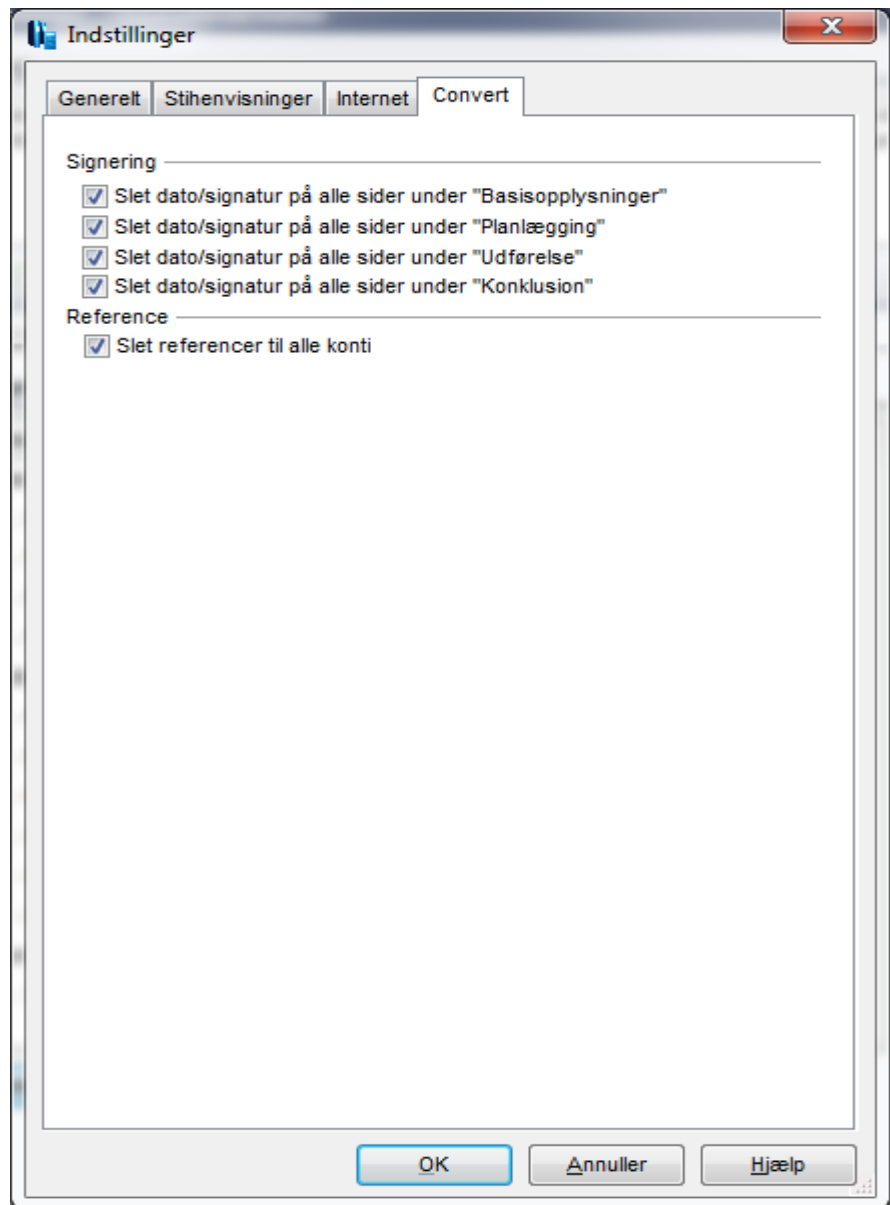 Indstillinger
Generelt Stihenvisninger Internet Convert
Signering
Slet dato/signatur på alle sider under "Basisopplysninger"
Slet dato/signatur på alle sider under "Planlægging"
Slet dato/signatur på alle sider under "Udførelse"
Slet dato/signatur på alle sider under "Konklusion"
Reference
Slet referencer til alle konti
OK Annuller Hjælp